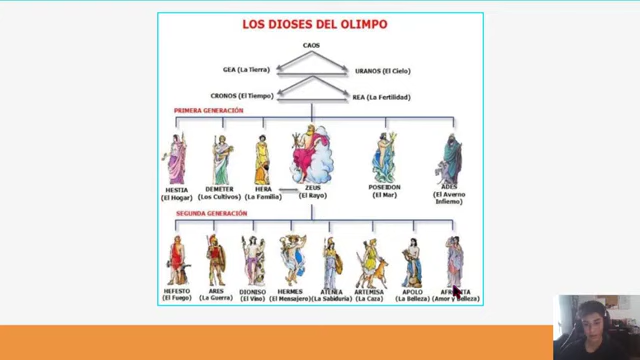 LOS DIOSES DEL OLIMPO
CAOS
GEA (La Tierra)
URANOS (El Cielo)
CRONOS (El Tiempo)
REA (La Fertilidad)
PRIMERA GENERACIÓN
HESTIA
(El Hogar)
DEMETER
(Los Cultivos)
HERA
(La Familia)
ZEUS
(El Rayo)
POSEIDON
(El Mar)
ADES
(El Averno
Infierno)
SEGUNDA GENERACIÓN
HEFESTO
(El Fuego)
ARES
(La Guerra)
DIONISO
(El Vino)
HERMES
(El Mensajero)
ATENEA
(La Sabiduría)
ARTEMISA
(La Caza)
APOLO
(La Belleza)
(Amor y Belleza)